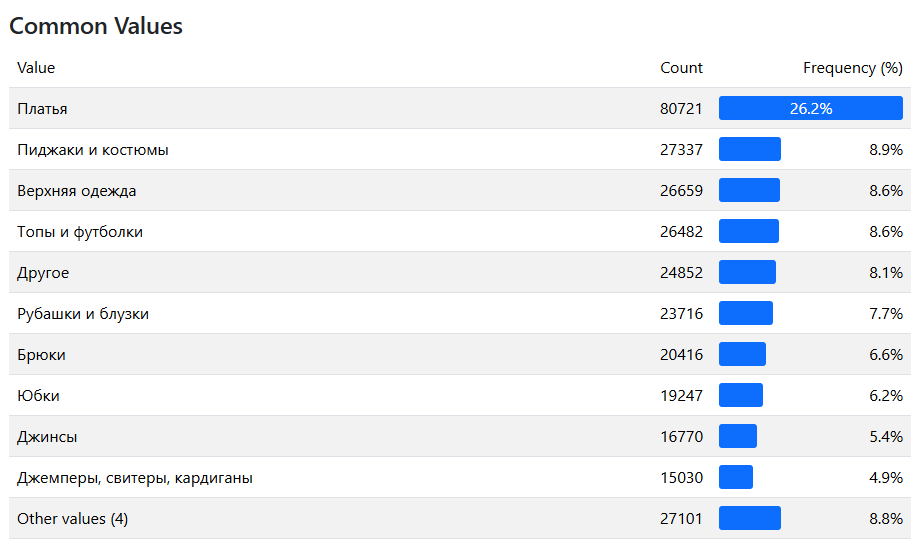 Common Values
Value Count Frequency (%)
Платья 80721 26.2%
Пиджаки и костюмы 27337 8.9%
Верхняя одежда 26659 8.6%
Топы и футболки 26482 8.6%
Другое 24852 8.1%
Рубашки и блузки 23716 7.7%
Брюки 20416 6.6%
Юбки 19247 6.2%
Джинсы 16770 5.4%
Джемперы, свитеры, кардиганы 15030 4.9%
Other values (4) 27101 8.8%